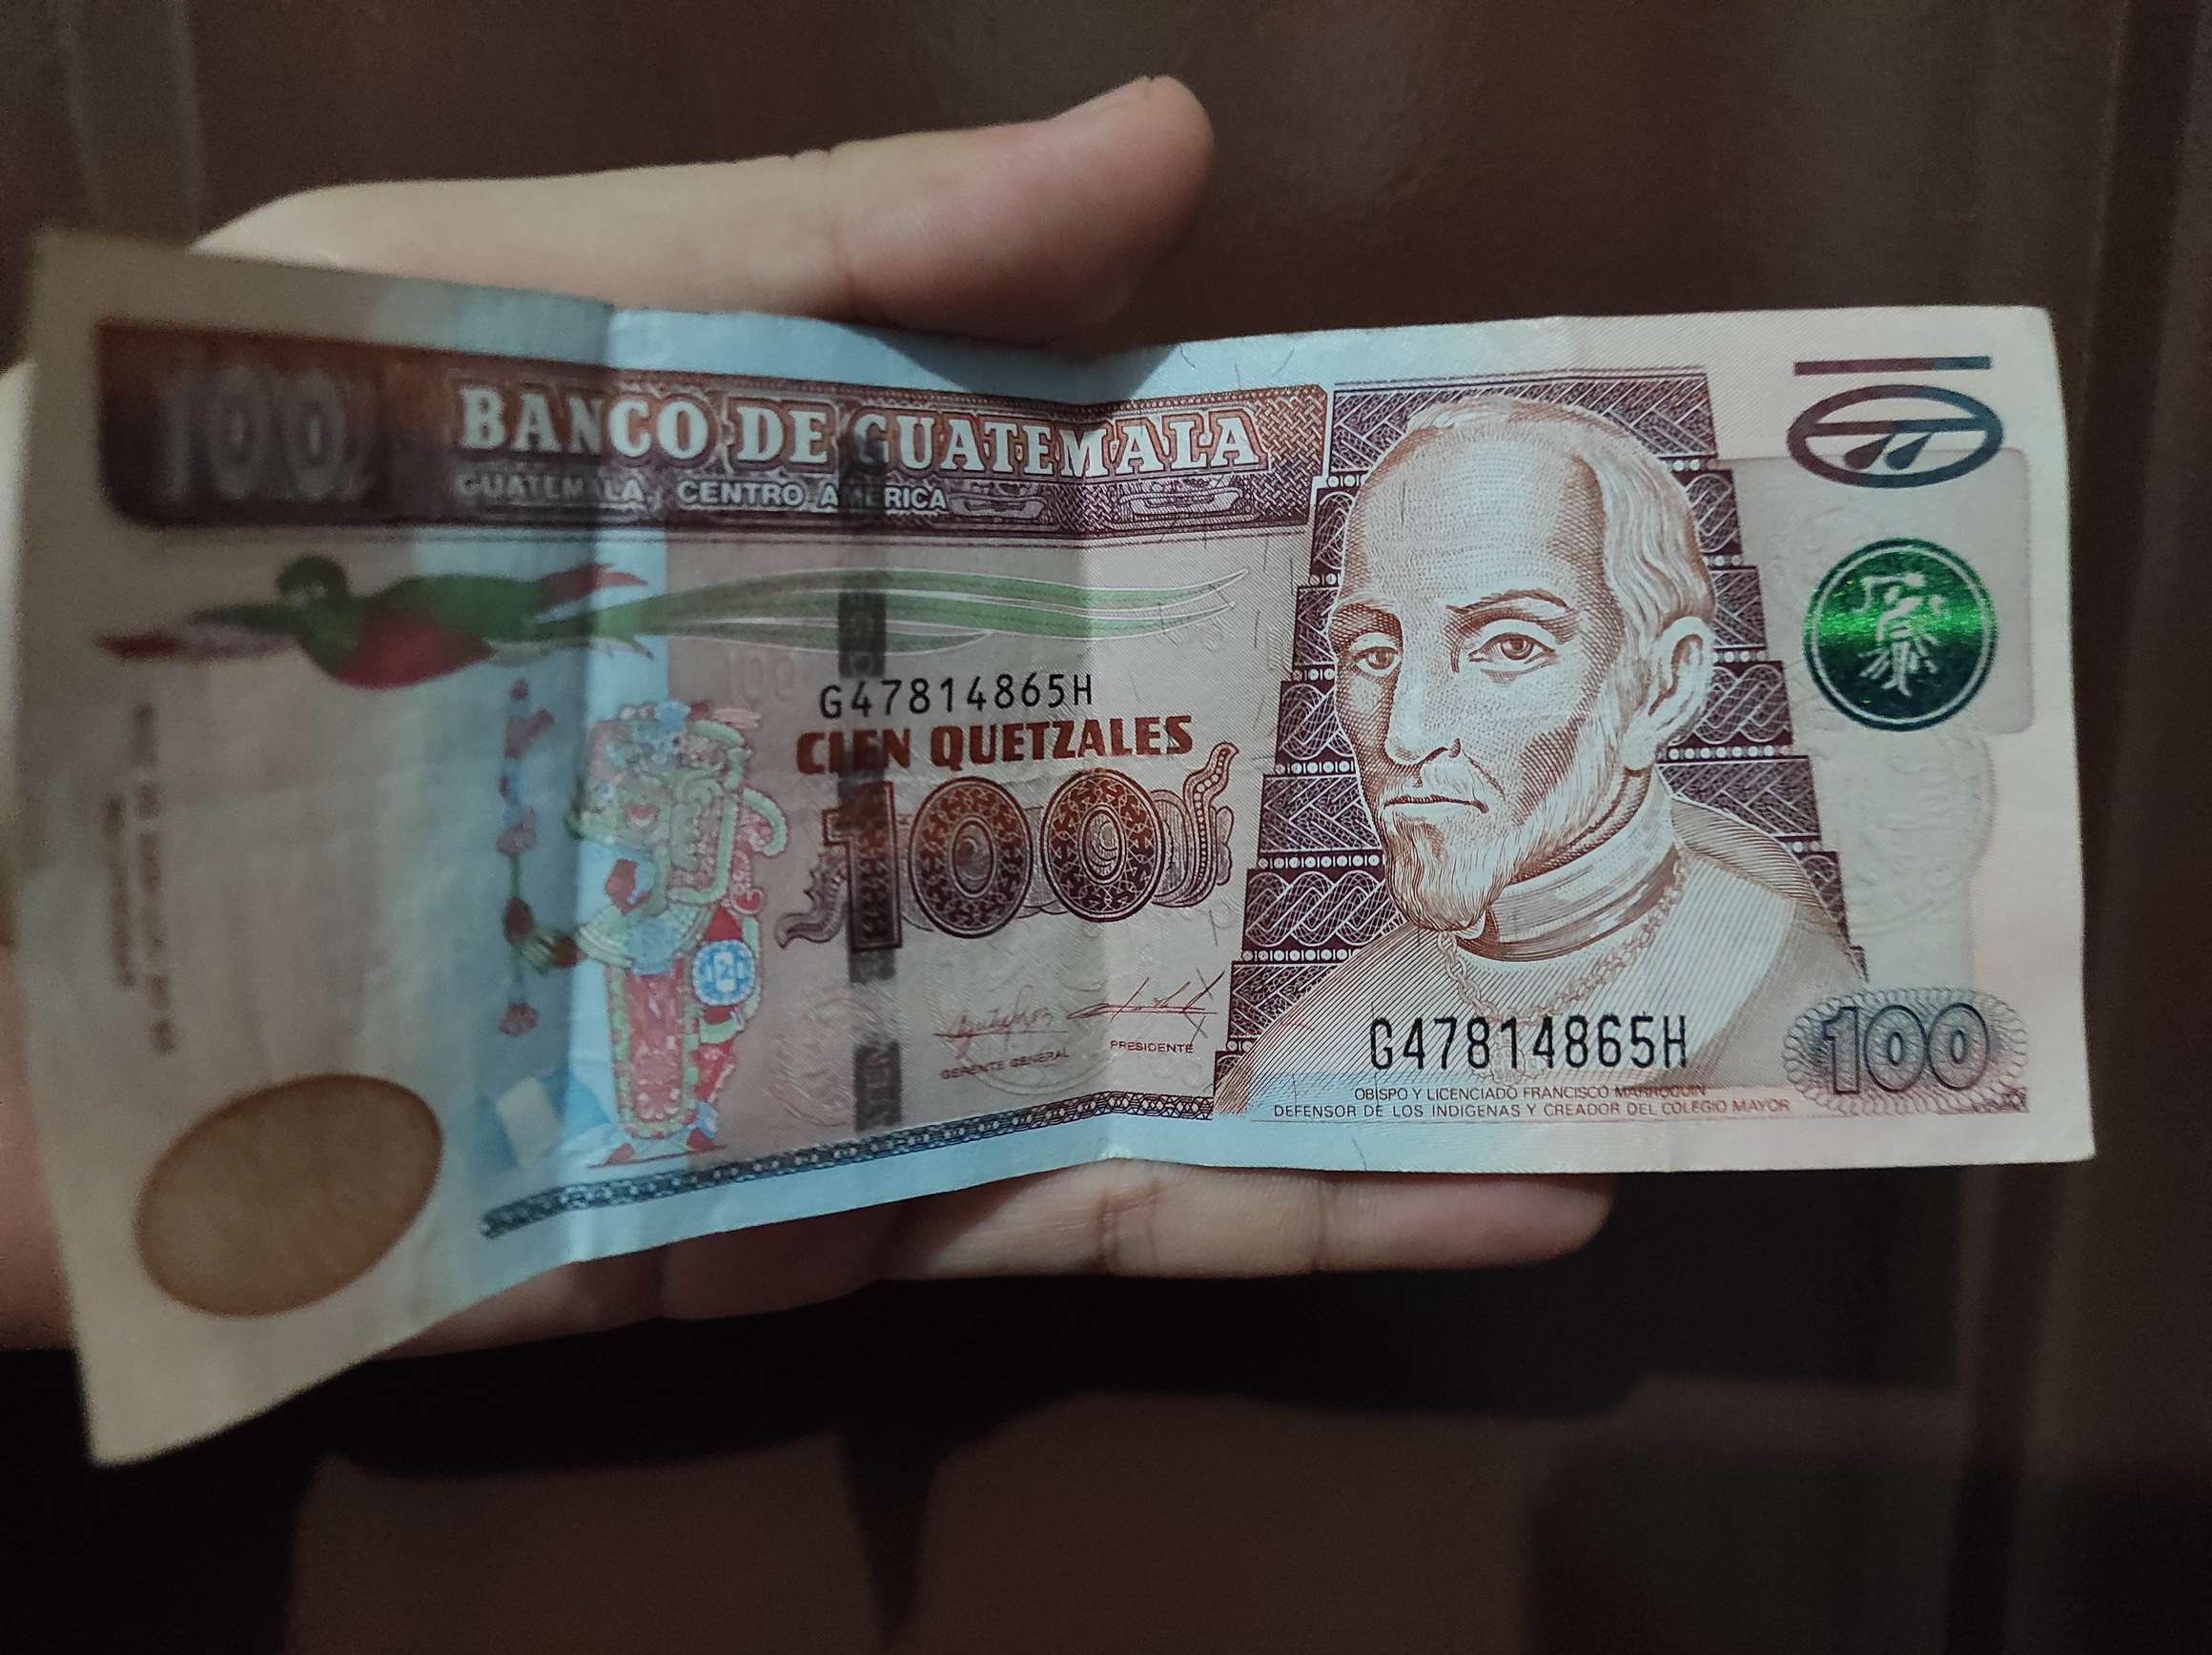 100
BANCO DE GUATEMALA
GUATEMALA, CENTRO AMERICA
100
G47814865H
CIEN QUETZALES
100
GERENTE GENERAL
PRESIDENTE
G47814865H
100
OBISPO Y LICENCIADO FRANCISCO MARROQUIN
DEFENSOR DE LOS INDIGENAS Y CREADOR DEL COLEGIO MAYOR